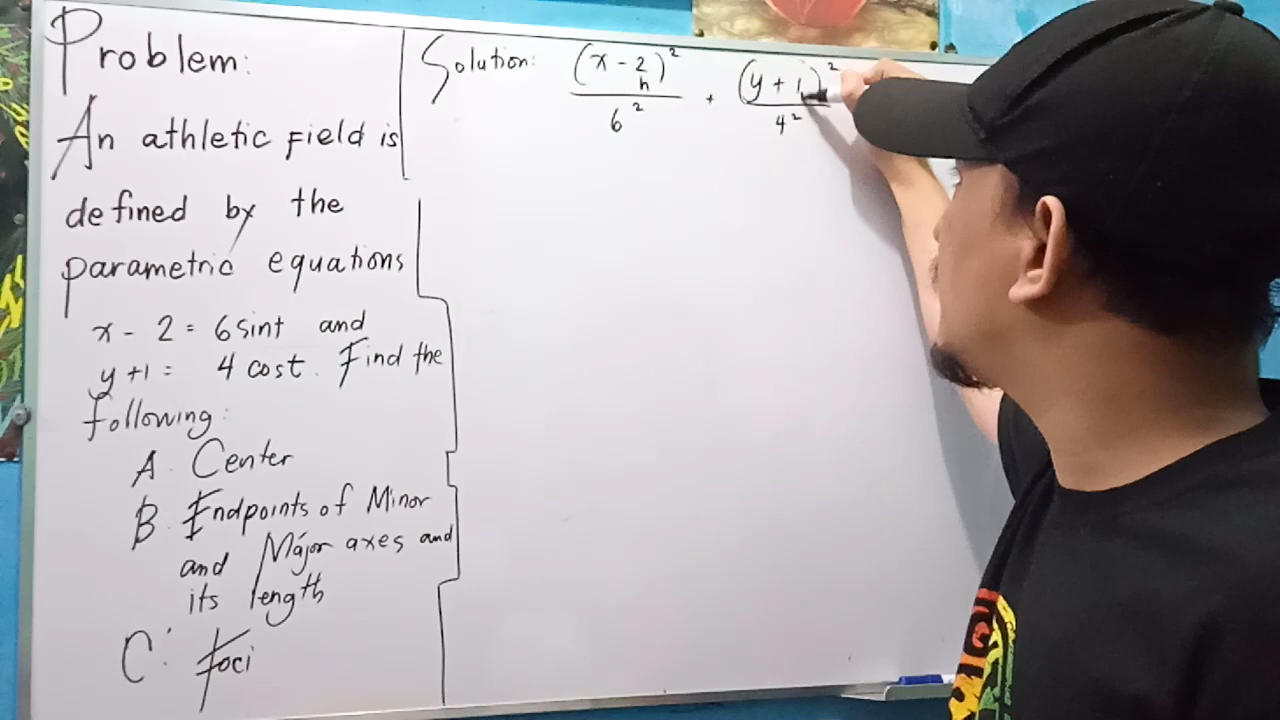 Problem:
An athletic field is
defined by the
parametric equations
x - 2 = 6 sint and
y + 1 = 4 cost. Find the
following:
A. Center
B. Endpoints of Minor
and Major axes and
its length
C. Foci
Solution: (x - 2)² / 6² + (y + 1)² / 4²
h